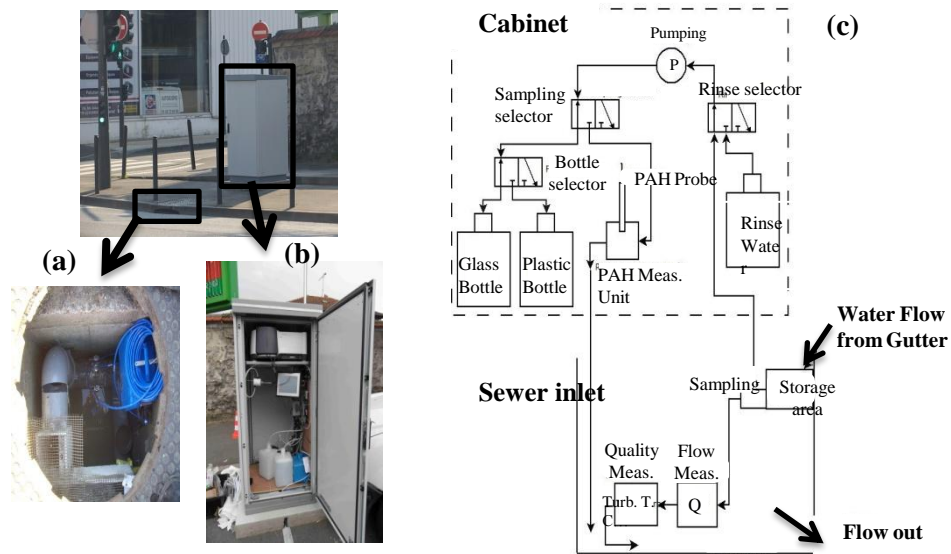 Cabinet
(c)
Pumping
P
Rinse selector
Sampling
selector
Bottle
selector
PAH Probe
Glass
Bottle
Plastic
Bottle
PAH Meas.
Unit
Rinse
Wate
r
(a)
(b)
Water Flow
from Gutter
Sewer inlet
Sampling
Storage
area
Quality
Meas.
Flow
Meas.
Turb. T.
C
Q
Flow out